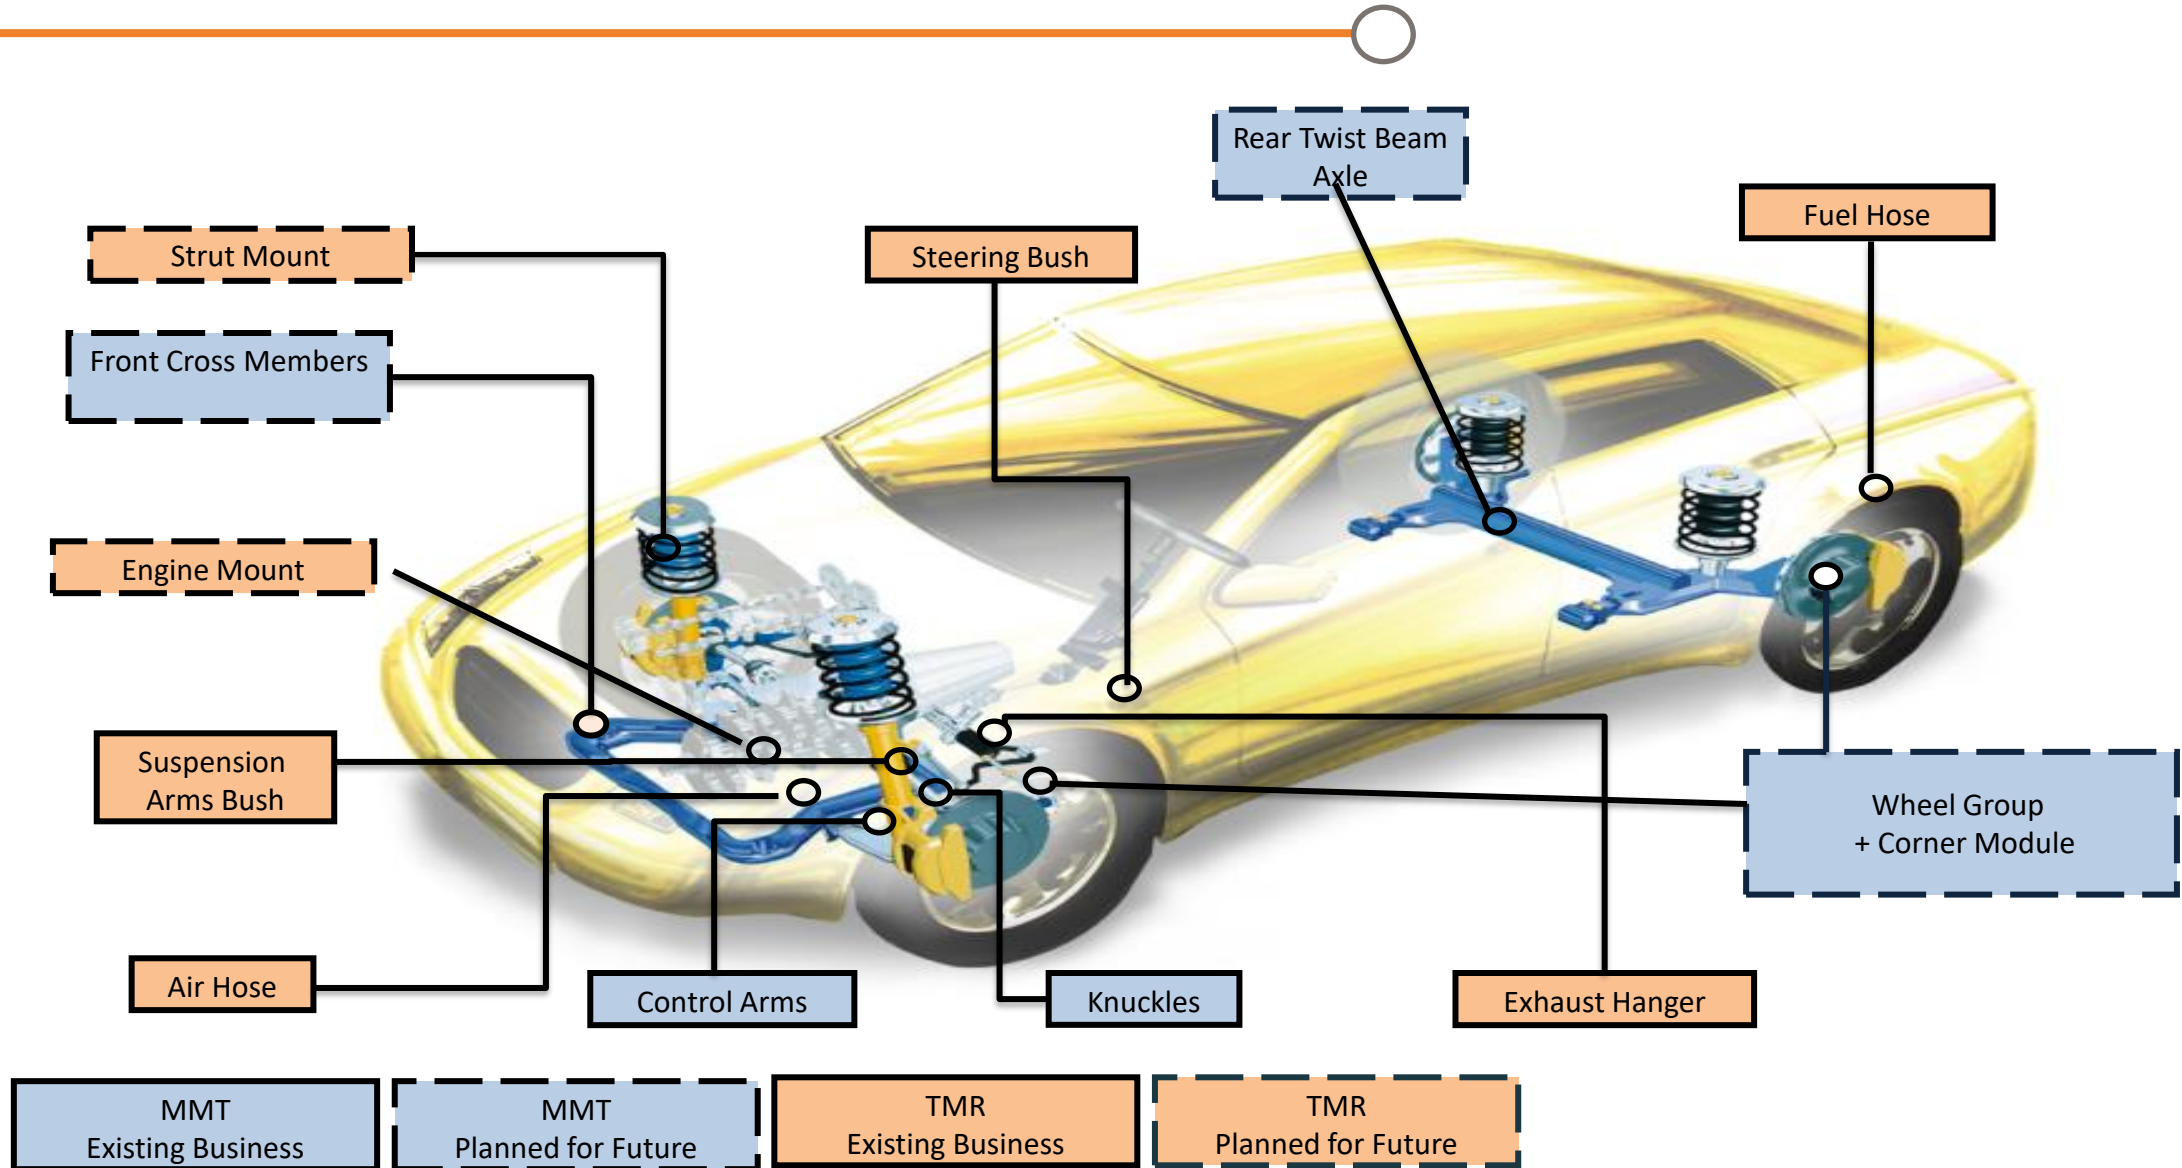 Rear Twist Beam
Axle
Fuel Hose
Strut Mount
Steering Bush
Front Cross Members
Engine Mount
Suspension
Arms Bush
Wheel Group
+ Corner Module
Air Hose
Control Arms
Knuckles
Exhaust Hanger
MMT
Existing Business
MMT
Planned for Future
TMR
Existing Business
TMR
Planned for Future